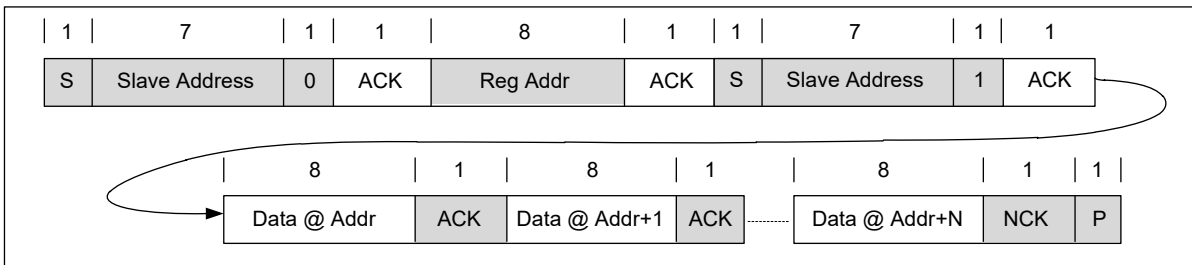 1 7 1 1 8 1 1 7 1 1
S Slave Address 0 ACK Reg Addr ACK S Slave Address 1 ACK
8 1 8 1 8 1 1
Data @ Addr ACK Data @ Addr+1 ACK Data @ Addr+N NCK P